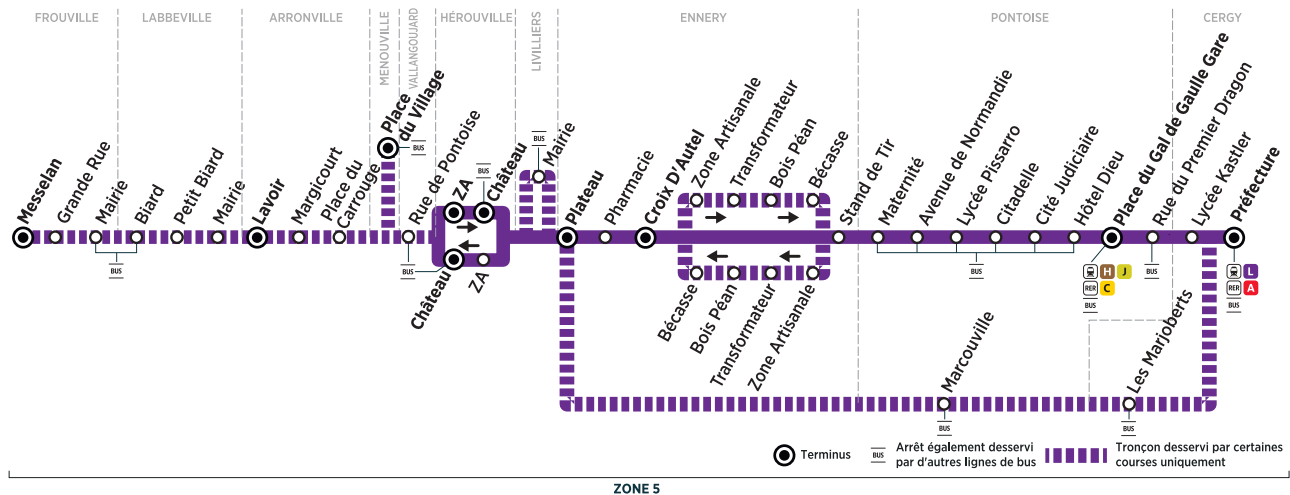 FROUVILLE
LABBEVILLE
ARRONVILLE
MENOUVILLE
VALLANGOUJARD
HÉROUVILLE
LIVILLIERS
ENNERY
PONTOISE
CERGY
Messelan
Grande Rue
Mairie
Biard
BUS
Petit Biard
Mairie
Lavoir
Margicourt
Place du
Carrouge
Place
du Village
BUS
Rue de Pontoise
BUS
ZA
Château
BUS
Château
ZA
Mairie
BUS
Plateau
Pharmacie
Croix D'Autel
Zone Artisanale
Transformateur
Bois Péan
Bécasse
Bécasse
Bois Péan
Transformateur
Zone Artisanale
Stand de Tir
Maternité
Avenue de Normandie
Lycée Pissarro
Citadelle
Cité Judiciaire
Hôtel Dieu
BUS
Place du Gal de Gaulle Gare
H J
RER C
BUS
Rue du Premier Dragon
BUS
Lycée Kastler
Préfecture
L
RER A
BUS
Marcouville
BUS
Les Marjoberts
BUS
Terminus
BUS
Arrêt également desservi
par d'autres lignes de bus
Tronçon desservi par certaines
courses uniquement
ZONE 5